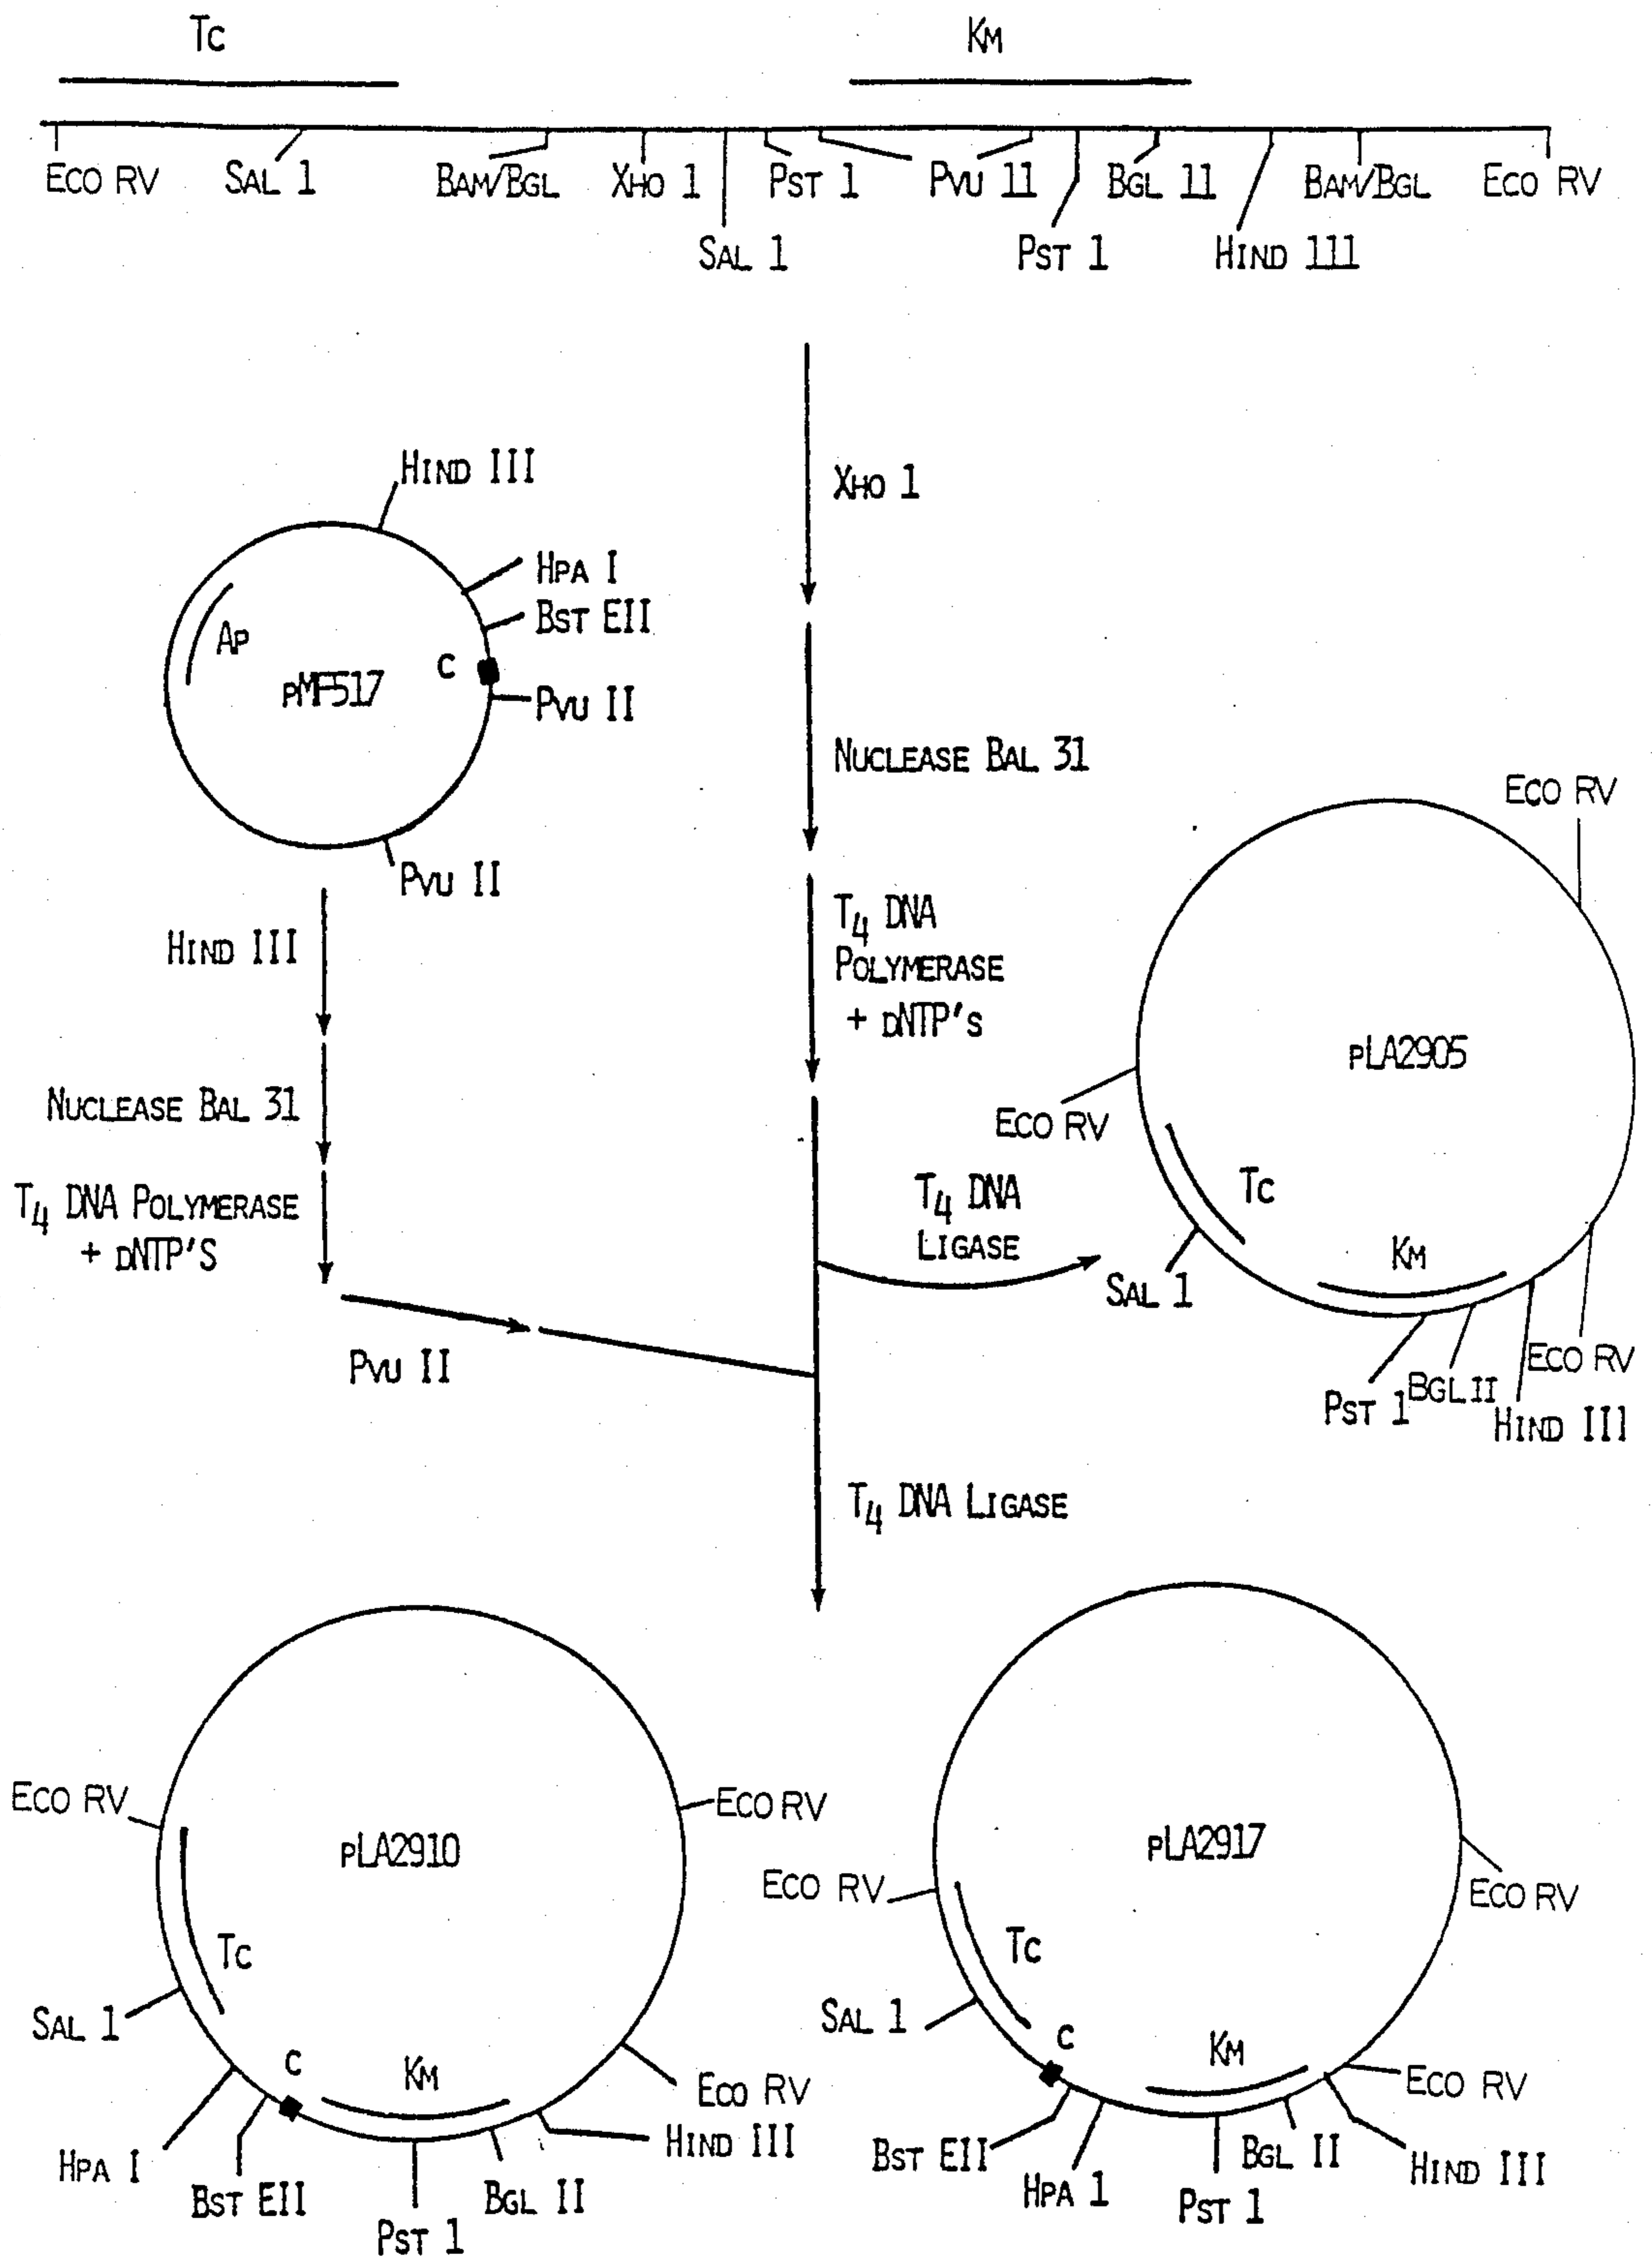 Tc
Km
Eco RV
Sal 1
Bam/Bgl
Xho 1
Pst 1
Pvu 11
Bgl 11
Bam/Bgl
Eco RV
Sal 1
Pst 1
Hind 111
Hind III
Xho 1
Hpa I
Bst EII
Ap
C
pMF517
Pvu II
Nuclease Bal 31
Eco RV
Pvu II
T4 DNA
Polymerase
+ dNTP's
Hind III
pLA2905
Nuclease Bal 31
Eco RV
T4 DNA Polymerase
+ dNTP'S
T4 DNA
Ligase
Tc
Km
Sal 1
Pvu II
Eco RV
Pst 1
Bgl II
Hind III
T4 DNA Ligase
Eco RV
Eco RV
pLA2910
Tc
Sal 1
C
Km
Eco RV
Hind III
Hpa I
Bst EII
Bgl II
Pst 1
pLA2917
Eco RV
Eco RV
Tc
Sal 1
C
Km
Eco RV
Bst EII
Hpa 1
Bgl II
Hind III
Pst 1